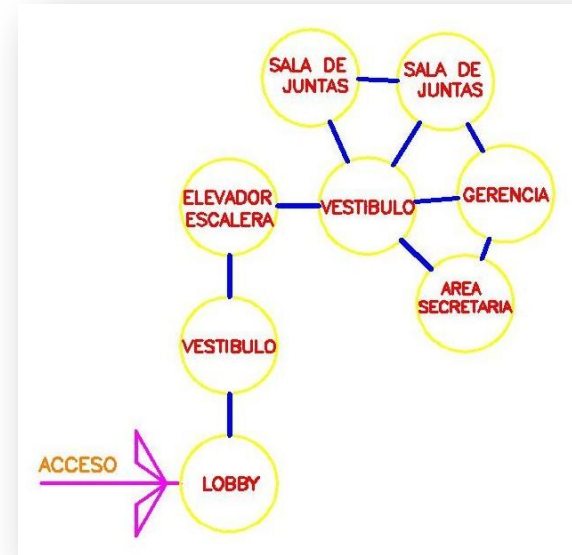 SALA DE
JUNTAS
SALA DE
JUNTAS
ELEVADOR
ESCALERA
VESTIBULO
GERENCIA
AREA
SECRETARIA
VESTIBULO
ACCESO
LOBBY